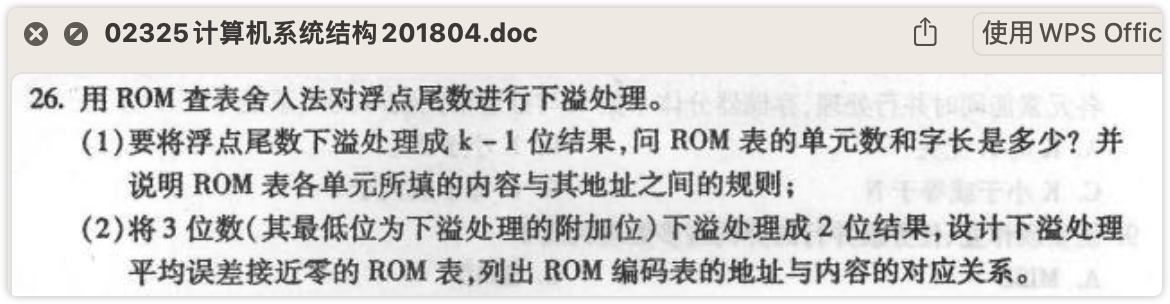 02325计算机系统结构201804.doc
使用 WPS Offic
26. 用 ROM 查表舍入法对浮点尾数进行下溢处理。
(1)要将浮点尾数下溢处理成 k-1 位结果,问 ROM 表的单元数和字长是多少? 并
说明 ROM 表各单元所填的内容与其地址之间的规则;
(2)将 3 位数(其最低位为下溢处理的附加位)下溢处理成 2 位结果,设计下溢处理
平均误差接近零的 ROM 表,列出 ROM 编码表的地址与内容的对应关系。